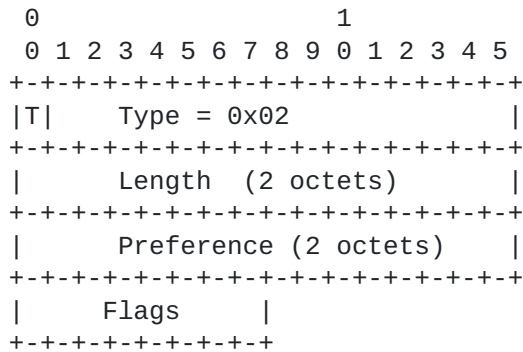 0                   1
 0 1 2 3 4 5 6 7 8 9 0 1 2 3 4 5
+-+-+-+-+-+-+-+-+-+-+-+-+-+-+-+-+
|T|    Type = 0x02              |
+-+-+-+-+-+-+-+-+-+-+-+-+-+-+-+-+
|      Length  (2 octets)       |
+-+-+-+-+-+-+-+-+-+-+-+-+-+-+-+-+
|      Preference (2 octets)    |
+-+-+-+-+-+-+-+-+-+-+-+-+-+-+-+-+
|     Flags     |
+-+-+-+-+-+-+-+-+